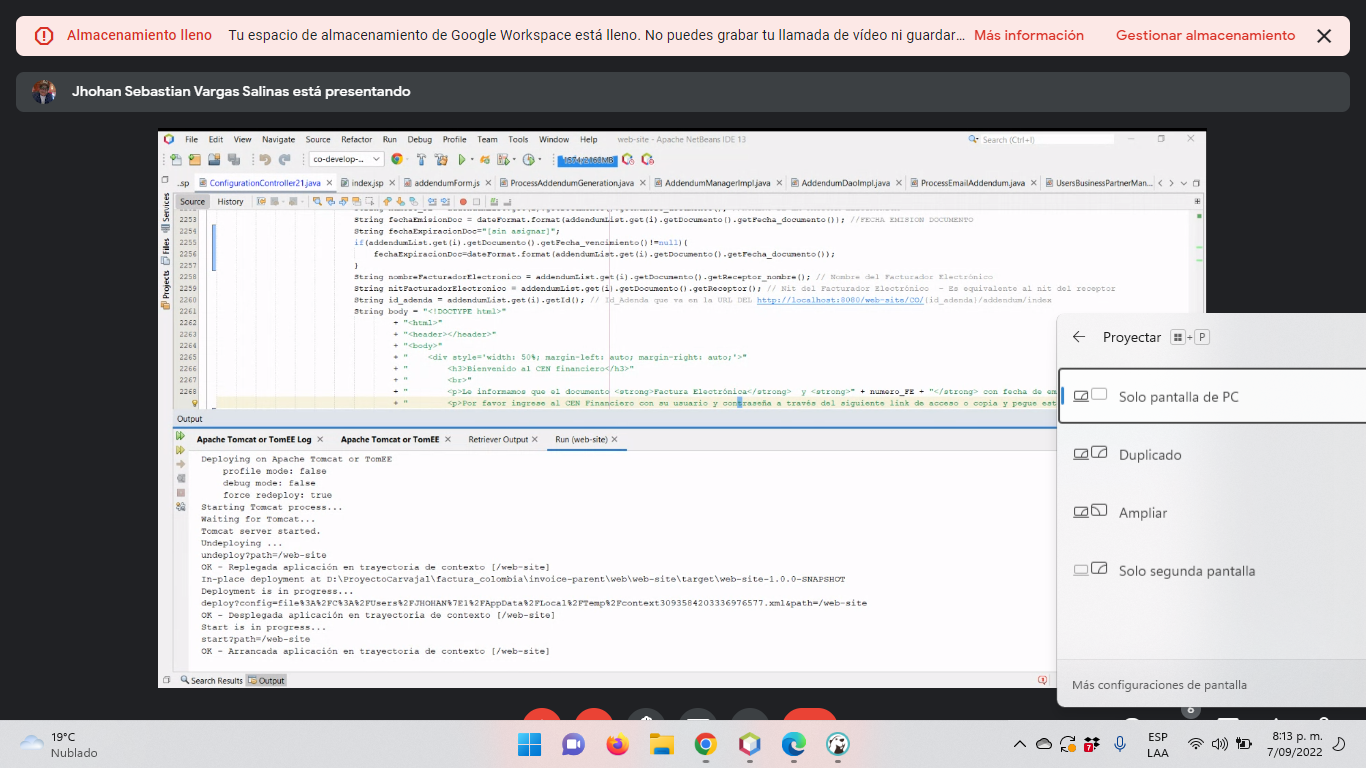 Almacenamiento lleno Tu espacio de almacenamiento de Google Workspace está lleno. No puedes grabar tu llamada de vídeo ni guardar... Más información Gestionar almacenamiento
Jhohan Sebastian Vargas Salinas está presentando
File Edit View Navigate Source Refactor Run Debug Profile Team Tools Window Help web-site - Apache NetBeans IDE 13 Search (Ctrl+I)
co-develop-...
.sp ConfigurationController21.java index.jsp addendumForm.js ProcessAddendumGeneration.java AddendumManagerImpl.java AddendumDaoImpl.java ProcessEmailAddendum.java UsersBusinessPartnerMan...
Source History
Services
Files
Projects
2253 String fechaEmisionDoc = dateFormat.format(addendumList.get(i).getDocumento().getFecha_documento()); //FECHA EMISION DOCUMENTO
2254 String fechaExpiracionDoc="[sin asignar]";
2255 if(addendumList.get(i).getDocumento().getFecha_vencimiento()!=null){
2256 fechaExpiracionDoc=dateFormat.format(addendumList.get(i).getDocumento().getFecha_documento());
2257 }
2258 String nombreFacturadorElectronico = addendumList.get(i).getDocumento().getReceptor_nombre(); // Nombre del Facturador Electrónico
2259 String nitFacturadorElectronico = addendumList.get(i).getDocumento().getReceptor(); // Nit del Facturador Electrónico - Es equivalente al nit del receptor
2260 String id_adenda = addendumList.get(i).getId(); // Id_Adenda que va en la URL DEL http://localhost:8080/web-site/CO/{id_adenda}/addendum/index
2261 String body = "<!DOCTYPE html>"
2262 + "<html>"
2263 + "<header></header>"
2264 + "<body>"
2265 + " <div style='width: 50%; margin-left: auto; margin-right: auto;'>"
2266 + " <h3>Bienvenido al CEN financiero</h3>"
2267 + " <br>"
2268 + " <p>Le informamos que el documento <strong>Factura Electrónica</strong> y <strong>" + numero_FE + "</strong> con fecha de em
+ " <p>Por favor ingrese al CEN Financiero con su usuario y contraseña a través del siguiente link de acceso o copia y pegue est
Output
Apache Tomcat or TomEE Log Apache Tomcat or TomEE Retriever Output Run (web-site)
Deploying on Apache Tomcat or TomEE
profile mode: false
debug mode: false
force redeploy: true
Starting Tomcat process...
Waiting for Tomcat...
Tomcat server started.
Undeploying ...
undeploy?path=/web-site
OK - Replegada aplicación en trayectoria de contexto [/web-site]
In-place deployment at D:\ProyectoCarvajal\factura_colombia\invoice-parent\web\web-site\target\web-site-1.0.0-SNAPSHOT
Deployment is in progress...
deploy?config=file%3A%2FC%3A%2FUsers%2FJHOHAN%7E1%2FAppData%2FLocal%2FTemp%2Fcontext3093584203336976577.xml&path=/web-site
OK - Desplegada aplicación en trayectoria de contexto [/web-site]
Start is in progress...
start?path=/web-site
OK - Arrancada aplicación en trayectoria de contexto [/web-site]
Search Results Output
Proyectar + P
Solo pantalla de PC
Duplicado
Ampliar
Solo segunda pantalla
Más configuraciones de pantalla
8
19°C
Nublado
7
ESP
LAA
8:13 p. m.
7/09/2022